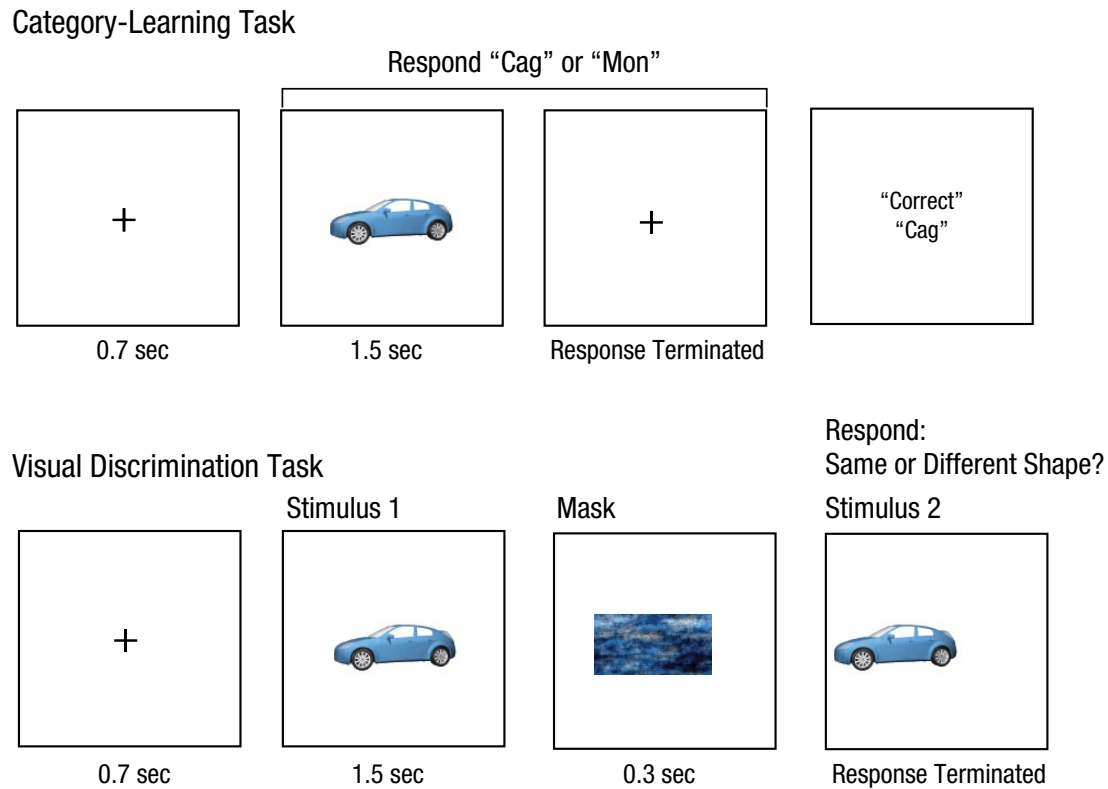 Category-Learning Task
Respond “Cag” or “Mon”
“Correct”
“Cag”
0.7 sec
1.5 sec
Response Terminated
Visual Discrimination Task
Respond:
Same or Different Shape?
Stimulus 1
Mask
Stimulus 2
0.7 sec
1.5 sec
0.3 sec
Response Terminated